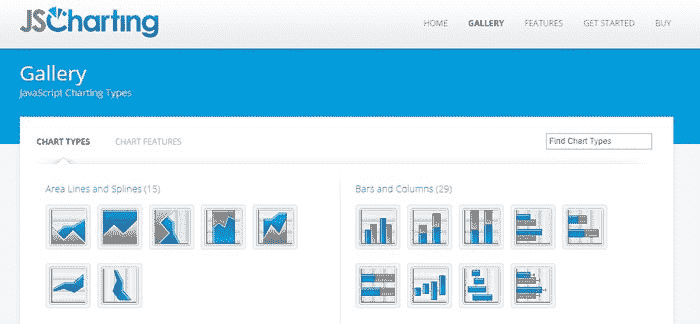 JSCharting
HOME GALLERY FEATURES GET STARTED BUY
Gallery
JavaScript Charting Types
CHART TYPES CHART FEATURES Find Chart Types
Area Lines and Splines (15) Bars and Columns (29)